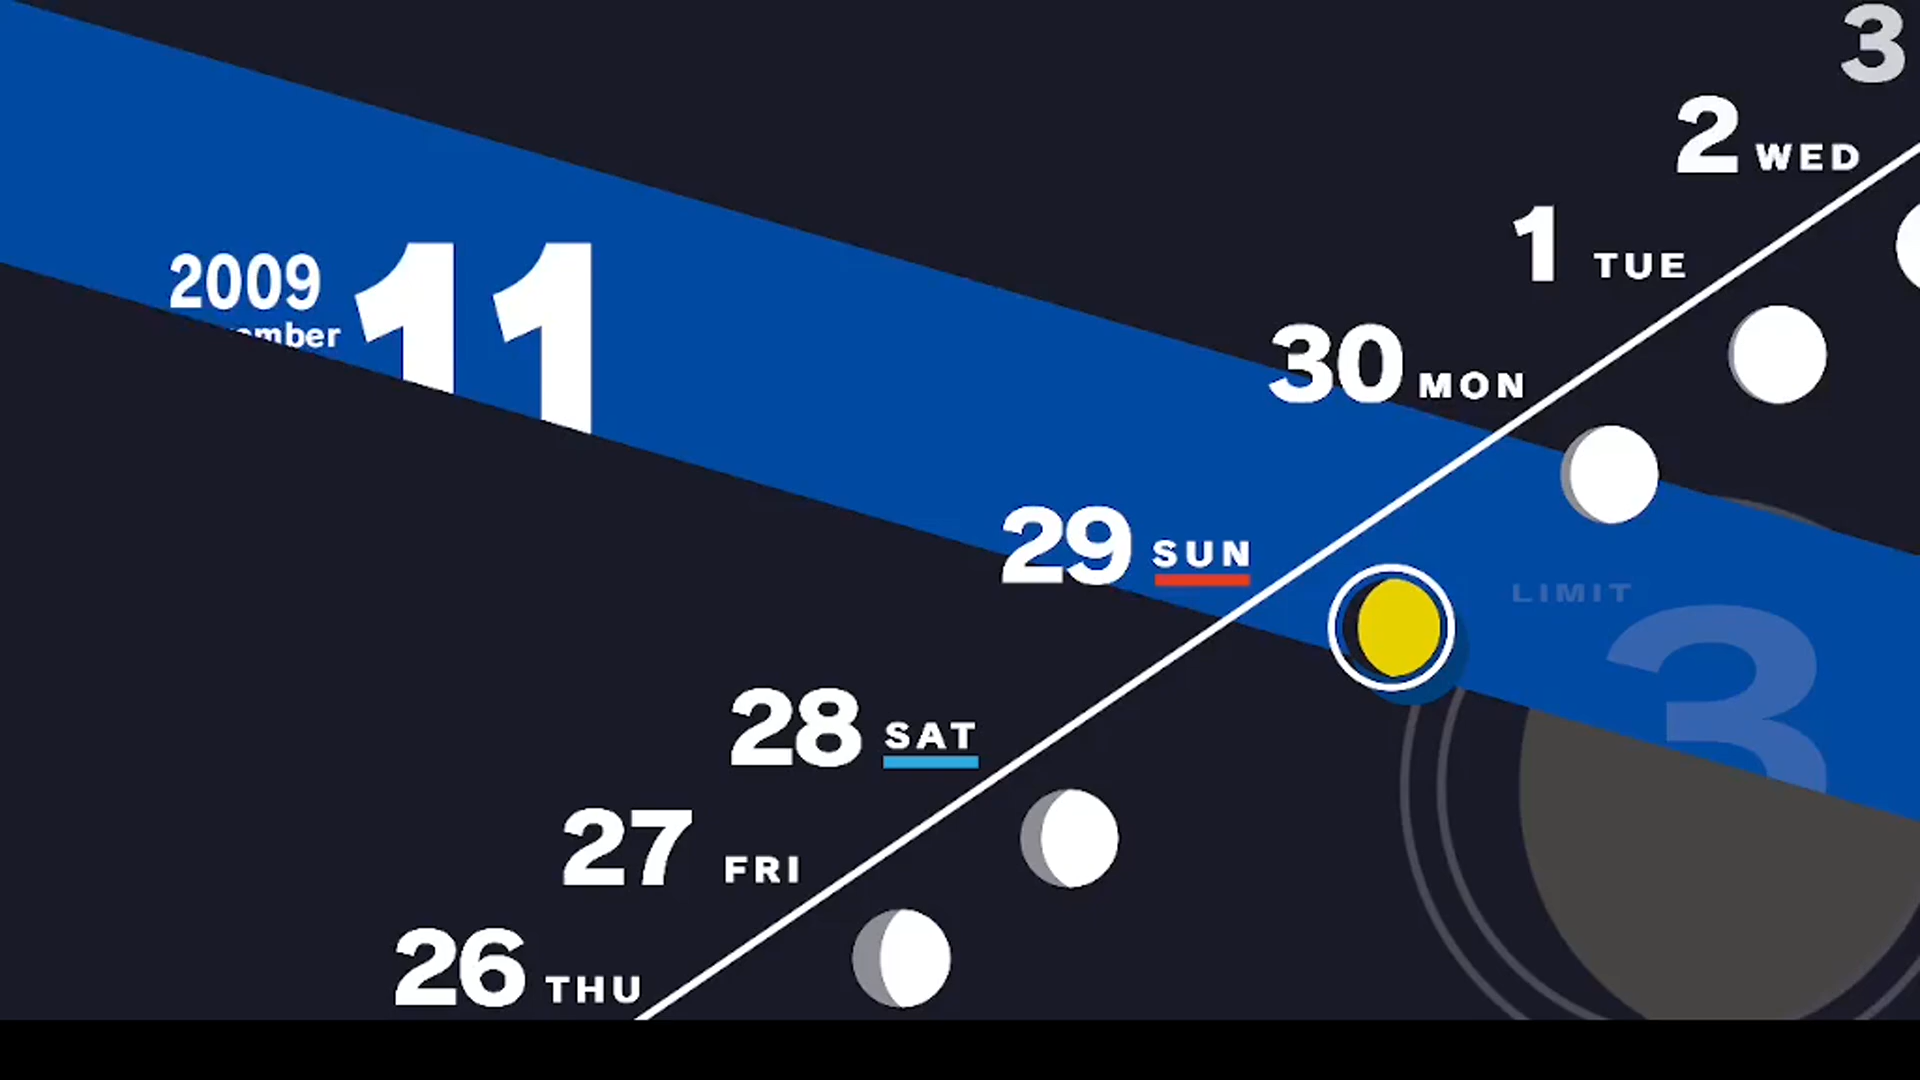 3
2 WED
1 TUE
2009
ember
11
30 MON
29 SUN
LIMIT
3
28 SAT
27 FRI
26 THU